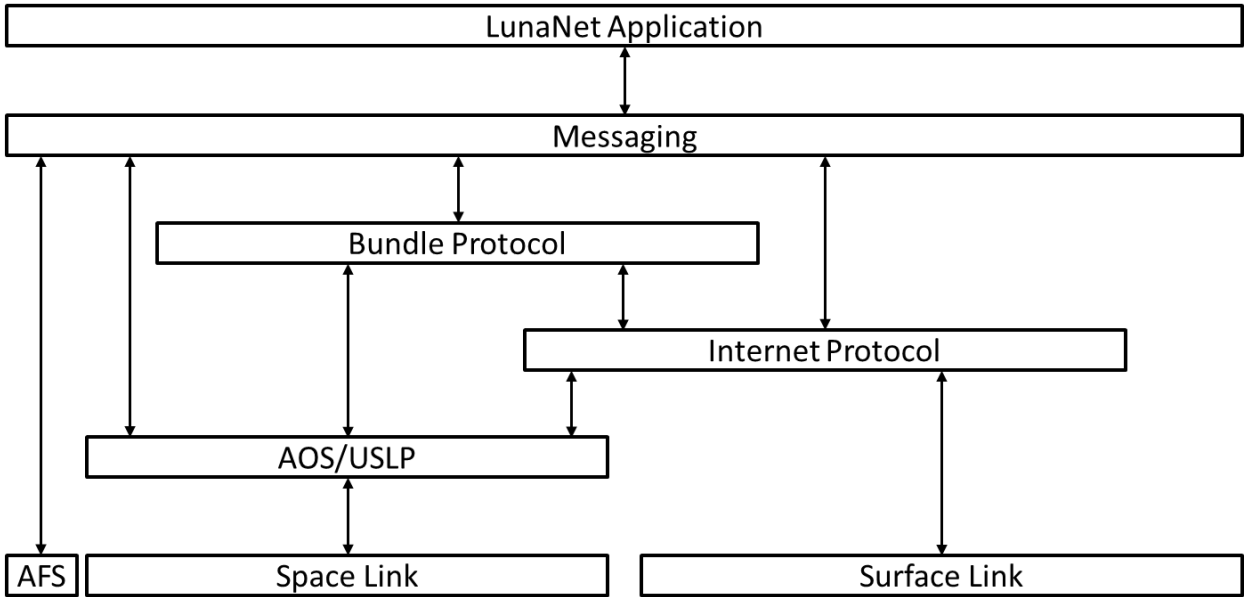 LunaNet Application
Messaging
Bundle Protocol
Internet Protocol
AOS/USLP
AFS
Space Link
Surface Link